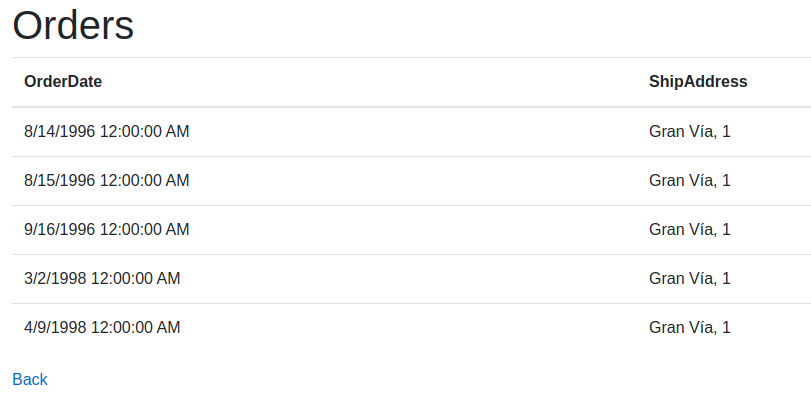 Orders
OrderDate ShipAddress
8/14/1996 12:00:00 AM Gran Vía, 1
8/15/1996 12:00:00 AM Gran Vía, 1
9/16/1996 12:00:00 AM Gran Vía, 1
3/2/1998 12:00:00 AM Gran Vía, 1
4/9/1998 12:00:00 AM Gran Vía, 1
Back